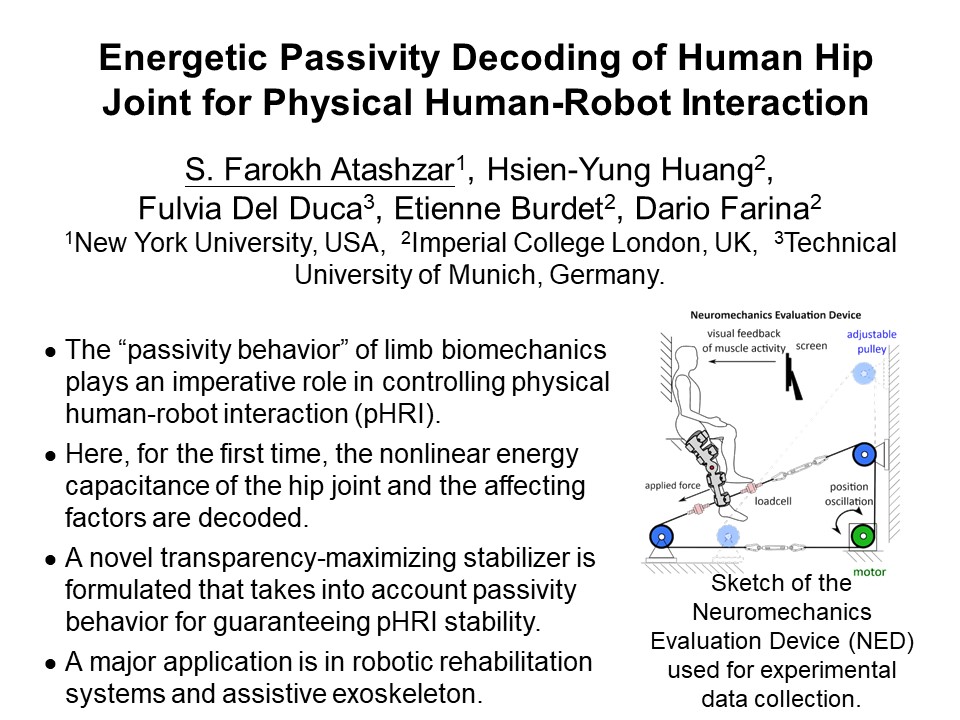 Energetic Passivity Decoding of Human Hip
Joint for Physical Human-Robot Interaction
S. Farokh Atashzar¹, Hsien-Yung Huang²,
Fulvia Del Duca³, Etienne Burdet², Dario Farina²
¹New York University, USA, ²Imperial College London, UK, ³Technical
University of Munich, Germany.
• The “passivity behavior” of limb biomechanics
plays an imperative role in controlling physical
human-robot interaction (pHRI).
• Here, for the first time, the nonlinear energy
capacitance of the hip joint and the affecting
factors are decoded.
• A novel transparency-maximizing stabilizer is
formulated that takes into account passivity
behavior for guaranteeing pHRI stability.
• A major application is in robotic rehabilitation
systems and assistive exoskeleton.
Neuromechanics Evaluation Device
visual feedback
of muscle activity
screen
adjustable
pulley
applied force
loadcell
position
oscillation
motor
Sketch of the
Neuromechanics
Evaluation Device (NED)
used for experimental
data collection.